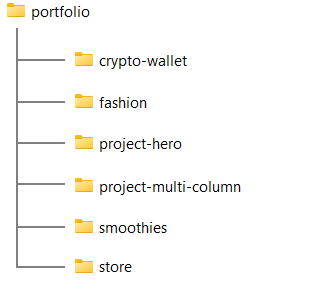 portfolio
crypto-wallet
fashion
project-hero
project-multi-column
smoothies
store